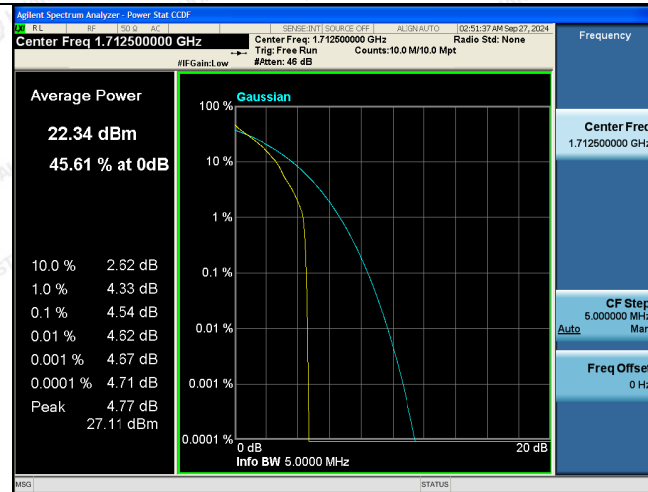 Agilent Spectrum Analyzer - Power Stat CCDF
RL RF 50 Ω AC SENSE:INT SOURCE OFF ALIGN AUTO 02:51:37 AM Sep 27, 2024
Center Freq 1.712500000 GHz
Center Freq: 1.712500000 GHz Radio Std: None
Trig: Free Run Counts:10.0 M/10.0 Mpt
#IFGain:Low #Atten: 46 dB
Frequency
Center Freq
1.712500000 GHz
CF Step
5.000000 MHz
Auto Man
Freq Offset
0 Hz
Average Power
22.34 dBm
45.61 % at 0dB
10.0 % 2.62 dB
1.0 % 4.33 dB
0.1 % 4.54 dB
0.01 % 4.62 dB
0.001 % 4.67 dB
0.0001 % 4.71 dB
Peak 4.77 dB
27.11 dBm
Gaussian
100 %
10 %
1 %
0.1 %
0.01 %
0.001 %
0.0001 %
0 dB 20 dB
Info BW 5.0000 MHz
MSG STATUS